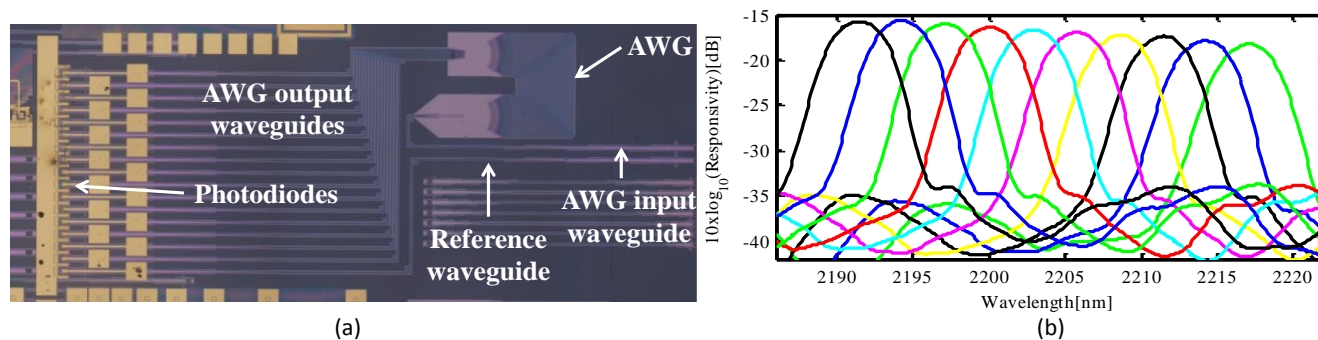 AWG
AWG output
waveguides
Photodiodes
Reference
waveguide
AWG input
waveguide
(a)
10xlog10(Responsivity)[dB]
-15
-20
-25
-30
-35
-40
2190 2195 2200 2205 2210 2215 2220
Wavelength[nm]
(b)